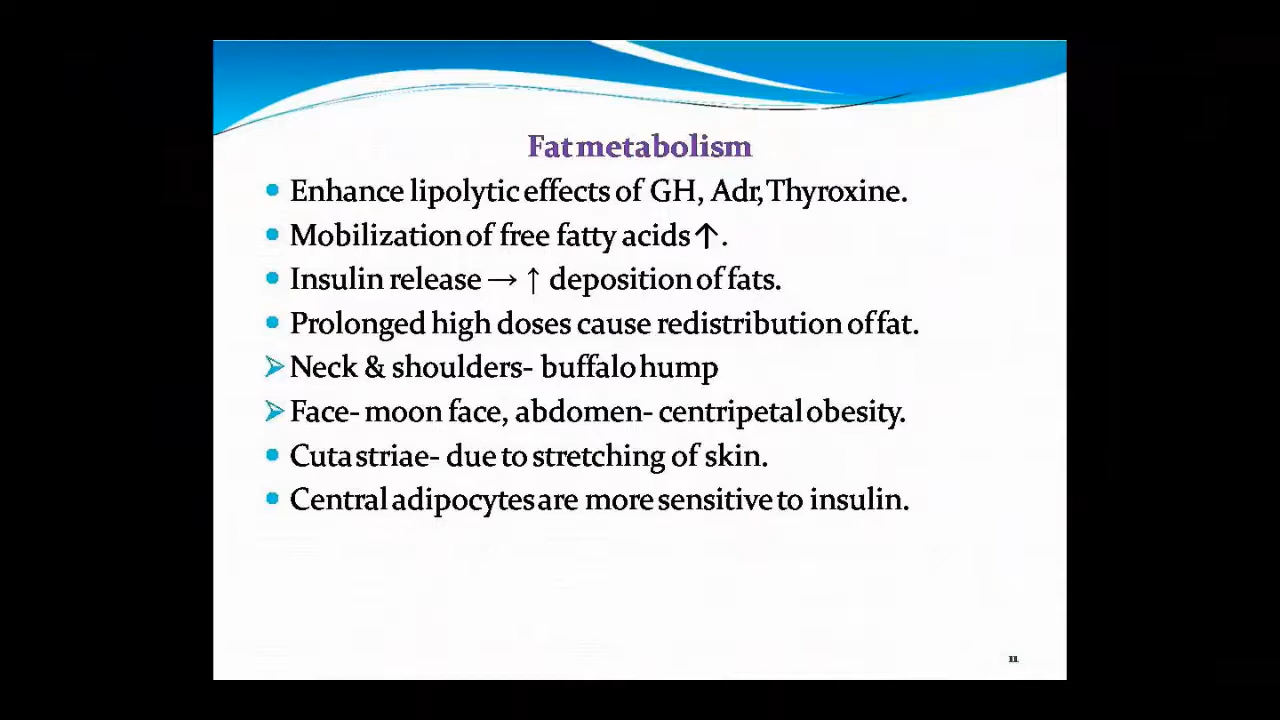 Fat metabolism
Enhance lipolytic effects of GH, Adr, Thyroxine.
Mobilization of free fatty acids ↑.
Insulin release → ↑ deposition of fats.
Prolonged high doses cause redistribution of fat.
Neck & shoulders- buffalo hump
Face- moon face, abdomen- centripetal obesity.
Cuta striae- due to stretching of skin.
Central adipocytes are more sensitive to insulin.
11